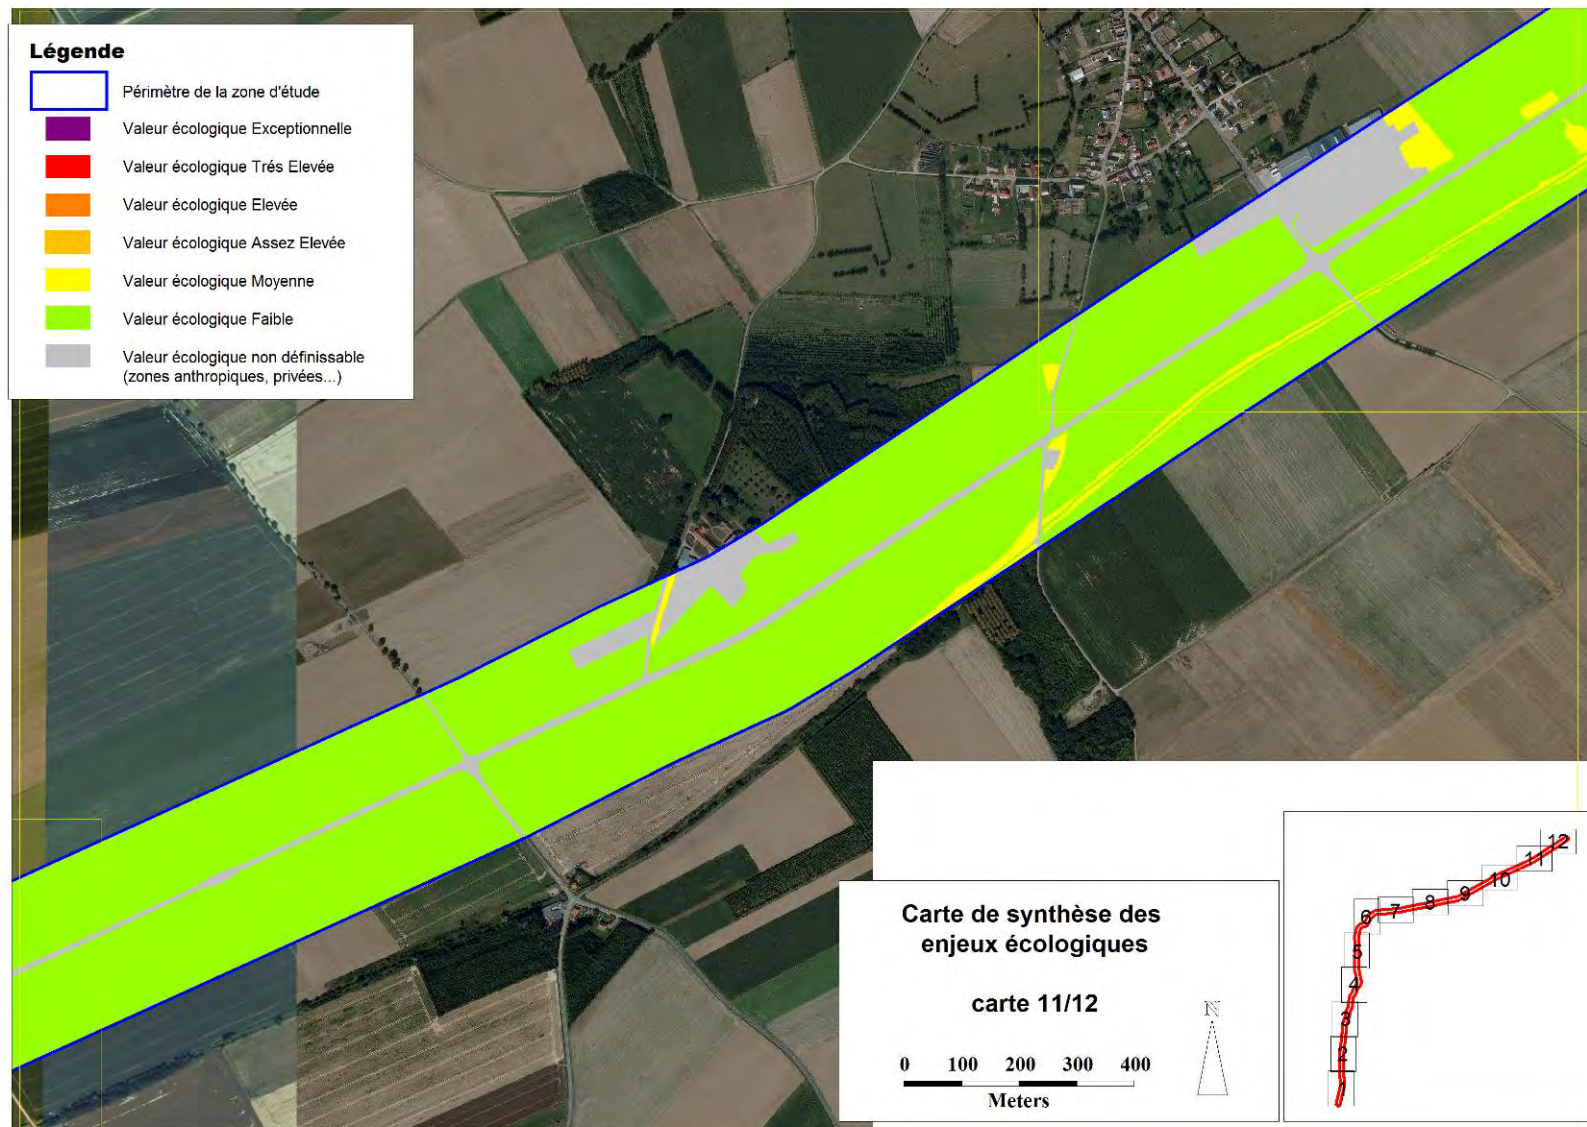 Légende
Périmètre de la zone d'étude
Valeur écologique Exceptionnelle
Valeur écologique Trés Elevée
Valeur écologique Elevée
Valeur écologique Assez Elevée
Valeur écologique Moyenne
Valeur écologique Faible
Valeur écologique non définissable
(zones anthropiques, privées...)
Carte de synthèse des
enjeux écologiques
carte 11/12
N
0 100 200 300 400
Meters
12
11
10
9
8
7
6
5
4
3
2
1